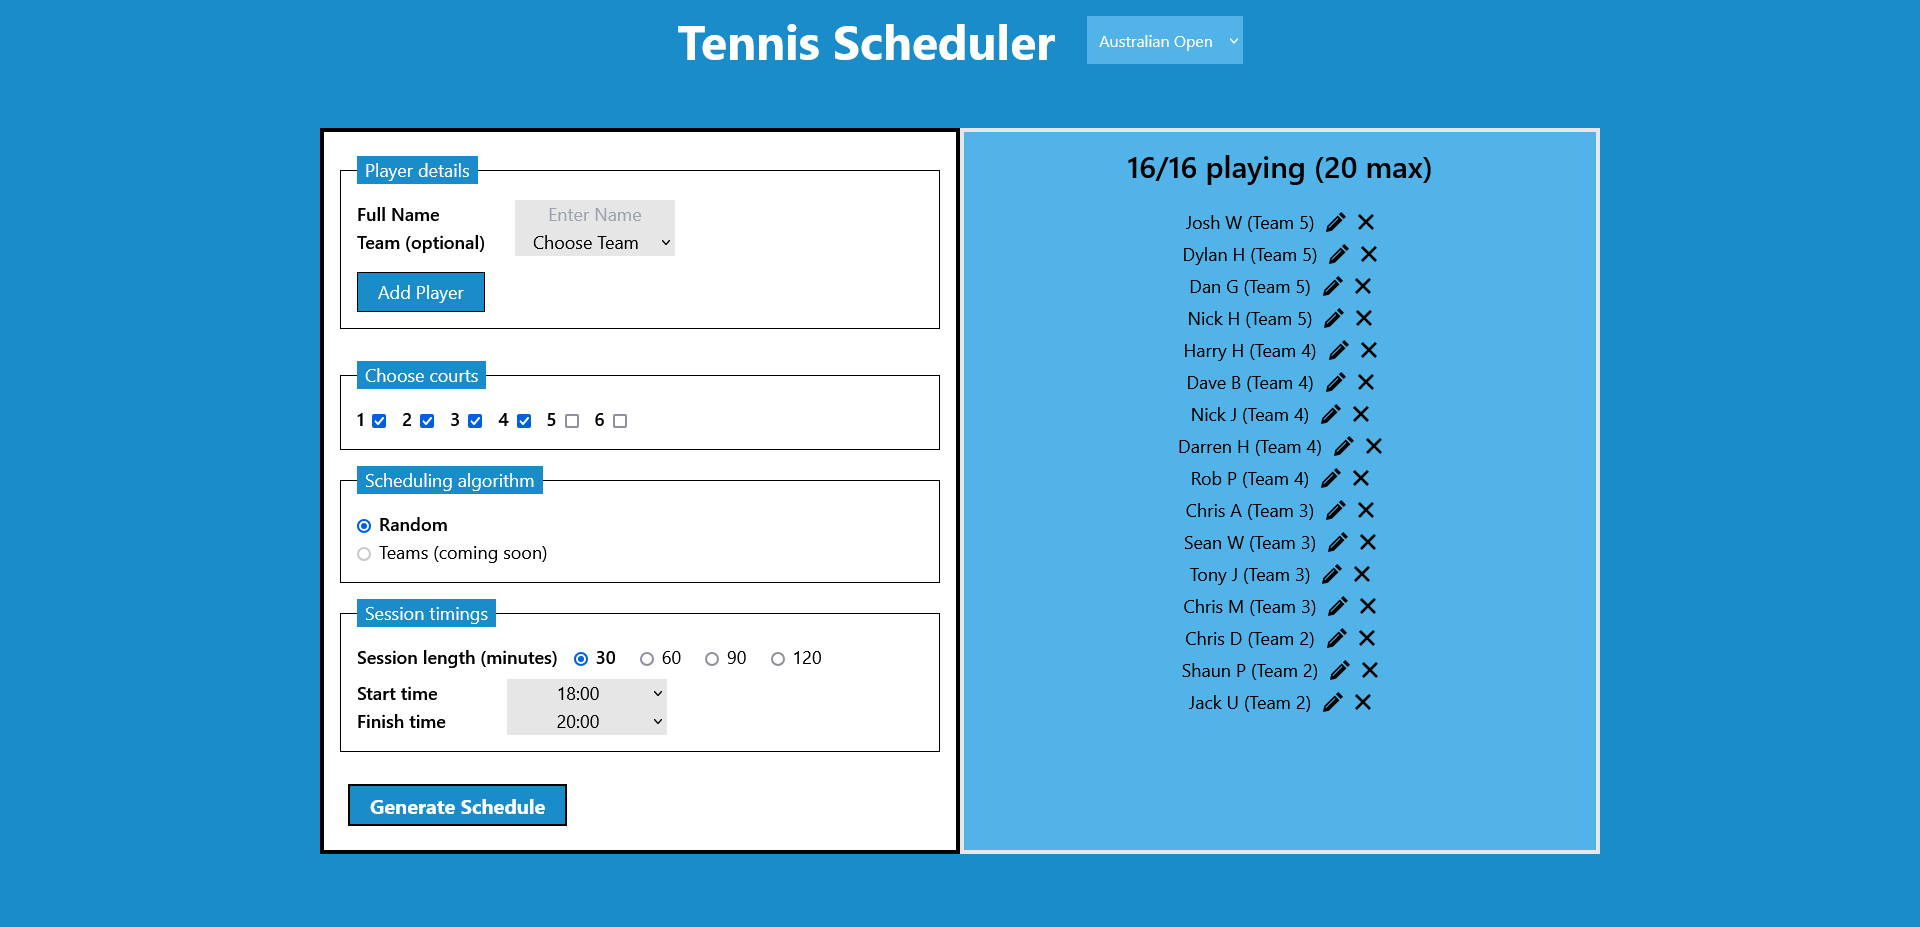 Tennis Scheduler
Australian Open
Player details
Full Name Enter Name
Team (optional) Choose Team
Add Player
Choose courts
1 2 3 4 5 6
Scheduling algorithm
Random
Teams (coming soon)
Session timings
Session length (minutes) 30 60 90 120
Start time 18:00
Finish time 20:00
Generate Schedule
16/16 playing (20 max)
Josh W (Team 5)
Dylan H (Team 5)
Dan G (Team 5)
Nick H (Team 5)
Harry H (Team 4)
Dave B (Team 4)
Nick J (Team 4)
Darren H (Team 4)
Rob P (Team 4)
Chris A (Team 3)
Sean W (Team 3)
Tony J (Team 3)
Chris M (Team 3)
Chris D (Team 2)
Shaun P (Team 2)
Jack U (Team 2)